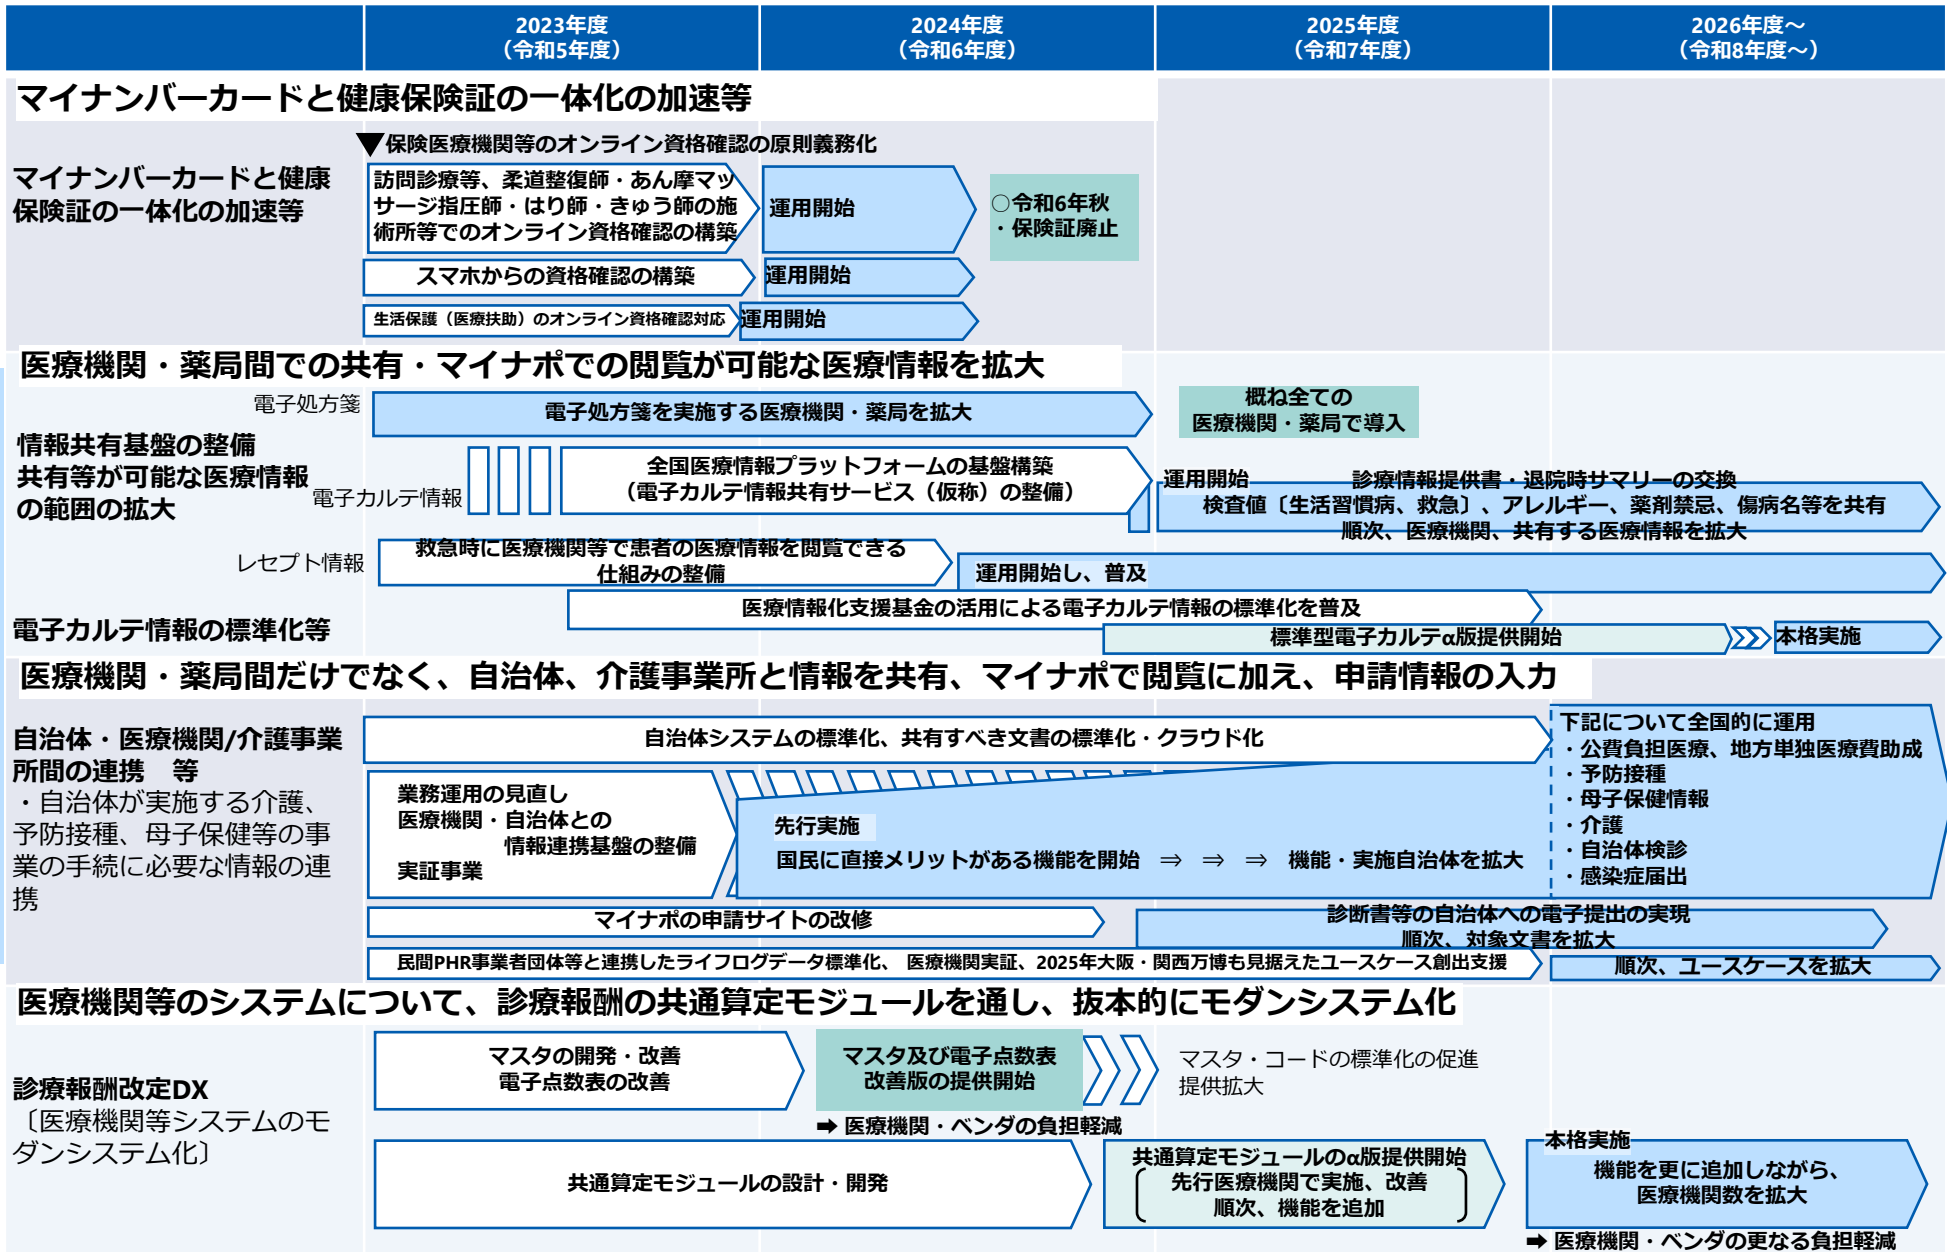 2023年度
（令和5年度）
2024年度
（令和6年度）
2025年度
（令和7年度）
2026年度～
（令和8年度～）
マイナンバーカードと健康保険証の一体化の加速等
▼保険医療機関等のオンライン資格確認の原則義務化
マイナンバーカードと健康
保険証の一体化の加速等
訪問診療等、柔道整復師・あん摩マッ
サージ指圧師・はり師・きゅう師の施
術所等でのオンライン資格確認の構築
運用開始
○令和6年秋
・保険証廃止
スマホからの資格確認の構築
運用開始
生活保護（医療扶助）のオンライン資格確認対応
運用開始
医療機関・薬局間での共有・マイナポでの閲覧が可能な医療情報を拡大
電子処方箋
電子処方箋を実施する医療機関・薬局を拡大
概ね全ての
医療機関・薬局で導入
情報共有基盤の整備
共有等が可能な医療情報
の範囲の拡大
電子カルテ情報
全国医療情報プラットフォームの基盤構築
（電子カルテ情報共有サービス（仮称）の整備）
運用開始
診療情報提供書・退院時サマリーの交換
検査値〔生活習慣病、救急〕、アレルギー、薬剤禁忌、傷病名等を共有
順次、医療機関、共有する医療情報を拡大
レセプト情報
救急時に医療機関等で患者の医療情報を閲覧できる
仕組みの整備
運用開始し、普及
医療情報化支援基金の活用による電子カルテ情報の標準化を普及
電子カルテ情報の標準化等
標準型電子カルテα版提供開始
本格実施
医療機関・薬局間だけでなく、自治体、介護事業所と情報を共有、マイナポで閲覧に加え、申請情報の入力
自治体・医療機関/介護事業
所間の連携　等
・自治体が実施する介護、
予防接種、母子保健等の事
業の手続に必要な情報の連
携
自治体システムの標準化、共有すべき文書の標準化・クラウド化
業務運用の見直し
医療機関・自治体との
情報連携基盤の整備
実証事業
先行実施
国民に直接メリットがある機能を開始　⇒　⇒　⇒　機能・実施自治体を拡大
下記について全国的に運用
・公費負担医療、地方単独医療費助成
・予防接種
・母子保健情報
・介護
・自治体検診
・感染症届出
マイナポの申請サイトの改修
診断書等の自治体への電子提出の実現
順次、対象文書を拡大
民間PHR事業者団体等と連携したライフログデータ標準化、 医療機関実証、2025年大阪・関西万博も見据えたユースケース創出支援
順次、ユースケースを拡大
医療機関等のシステムについて、診療報酬の共通算定モジュールを通し、抜本的にモダンシステム化
診療報酬改定DX
〔医療機関等システムのモ
ダンシステム化〕
マスタの開発・改善
電子点数表の改善
マスタ及び電子点数表
改善版の提供開始
マスタ・コードの標準化の促進
提供拡大
➡ 医療機関・ベンダの負担軽減
共通算定モジュールの設計・開発
共通算定モジュールのα版提供開始
先行医療機関で実施、改善
順次、機能を追加
本格実施
機能を更に追加しながら、
医療機関数を拡大
➡ 医療機関・ベンダの更なる負担軽減